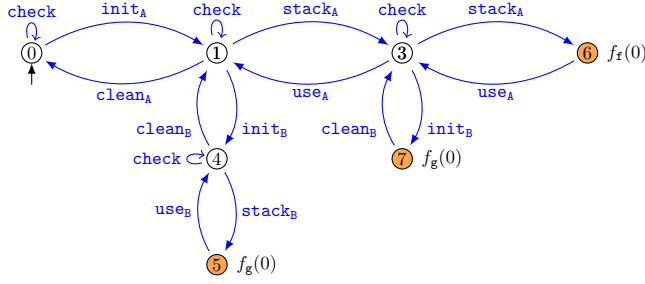 check init_A check stack_A check stack_A
0 1 3 6 f_f(0)
clean_A use_A use_A
clean_B init_B clean_B init_B
check 4 7 f_g(0)
use_B stack_B
5 f_g(0)